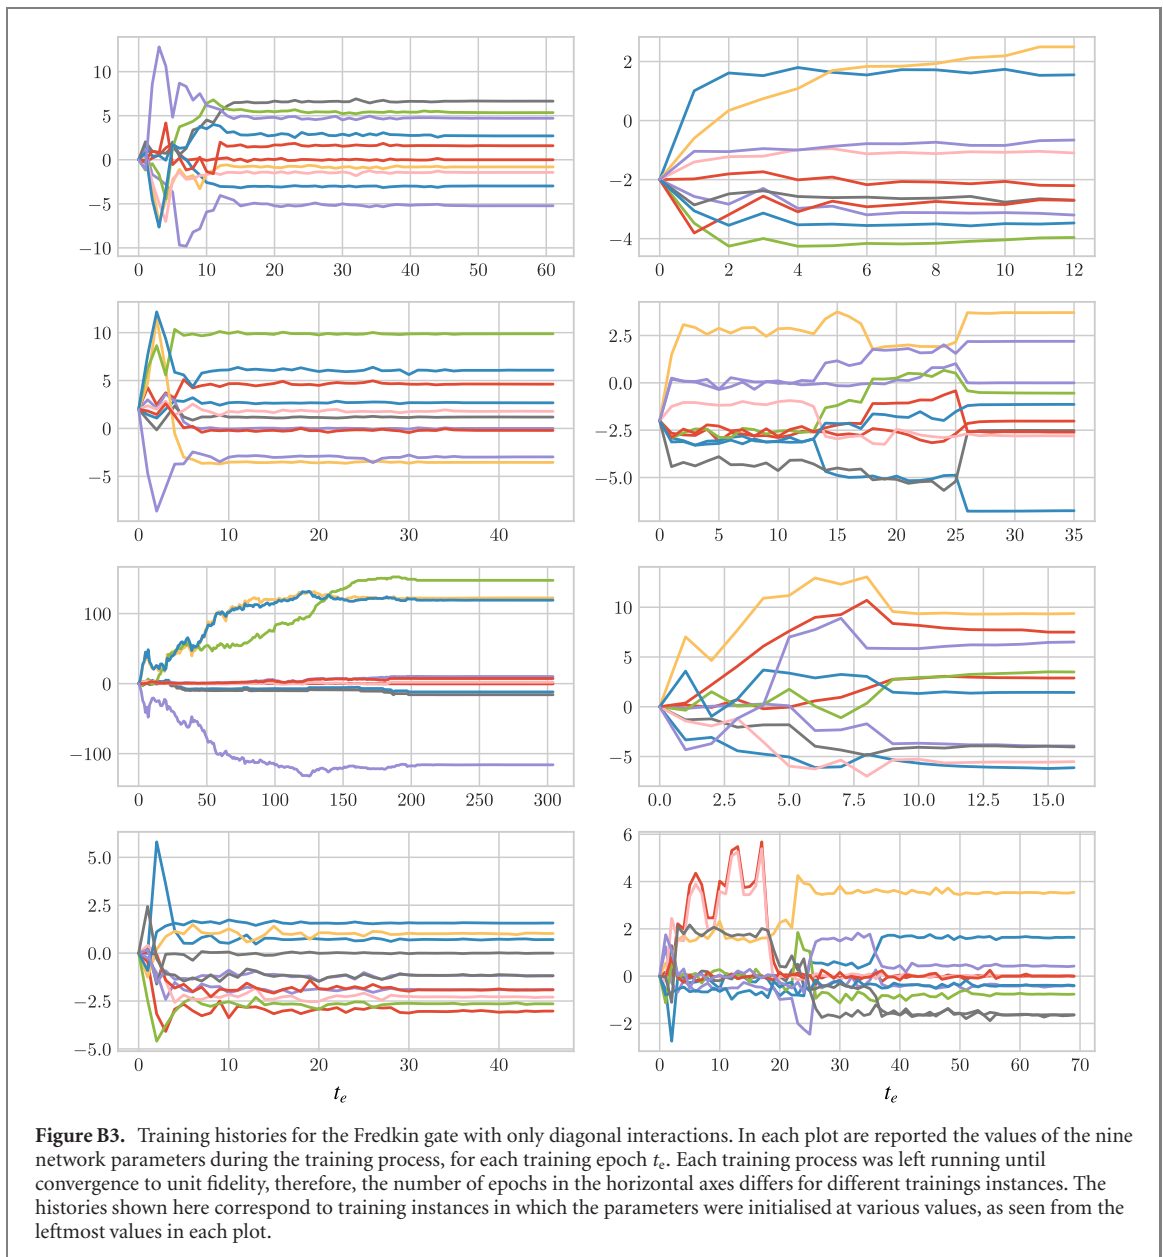 10
5
0
−5
−10
0 10 20 30 40 50 60
2
0
−2
−4
0 2 4 6 8 10 12
10
5
0
−5
0 10 20 30 40
2.5
0.0
−2.5
−5.0
0 5 10 15 20 25 30 35
100
0
−100
0 50 100 150 200 250 300
10
5
0
−5
0.0 2.5 5.0 7.5 10.0 12.5 15.0
5.0
2.5
0.0
−2.5
−5.0
0 10 20 30 40
t_e
6
4
2
0
−2
0 10 20 30 40 50 60 70
t_e
Figure B3. Training histories for the Fredkin gate with only diagonal interactions. In each plot are reported the values of the nine
network parameters during the training process, for each training epoch t_e. Each training process was left running until
convergence to unit fidelity, therefore, the number of epochs in the horizontal axes differs for different trainings instances. The
histories shown here correspond to training instances in which the parameters were initialised at various values, as seen from the
leftmost values in each plot.